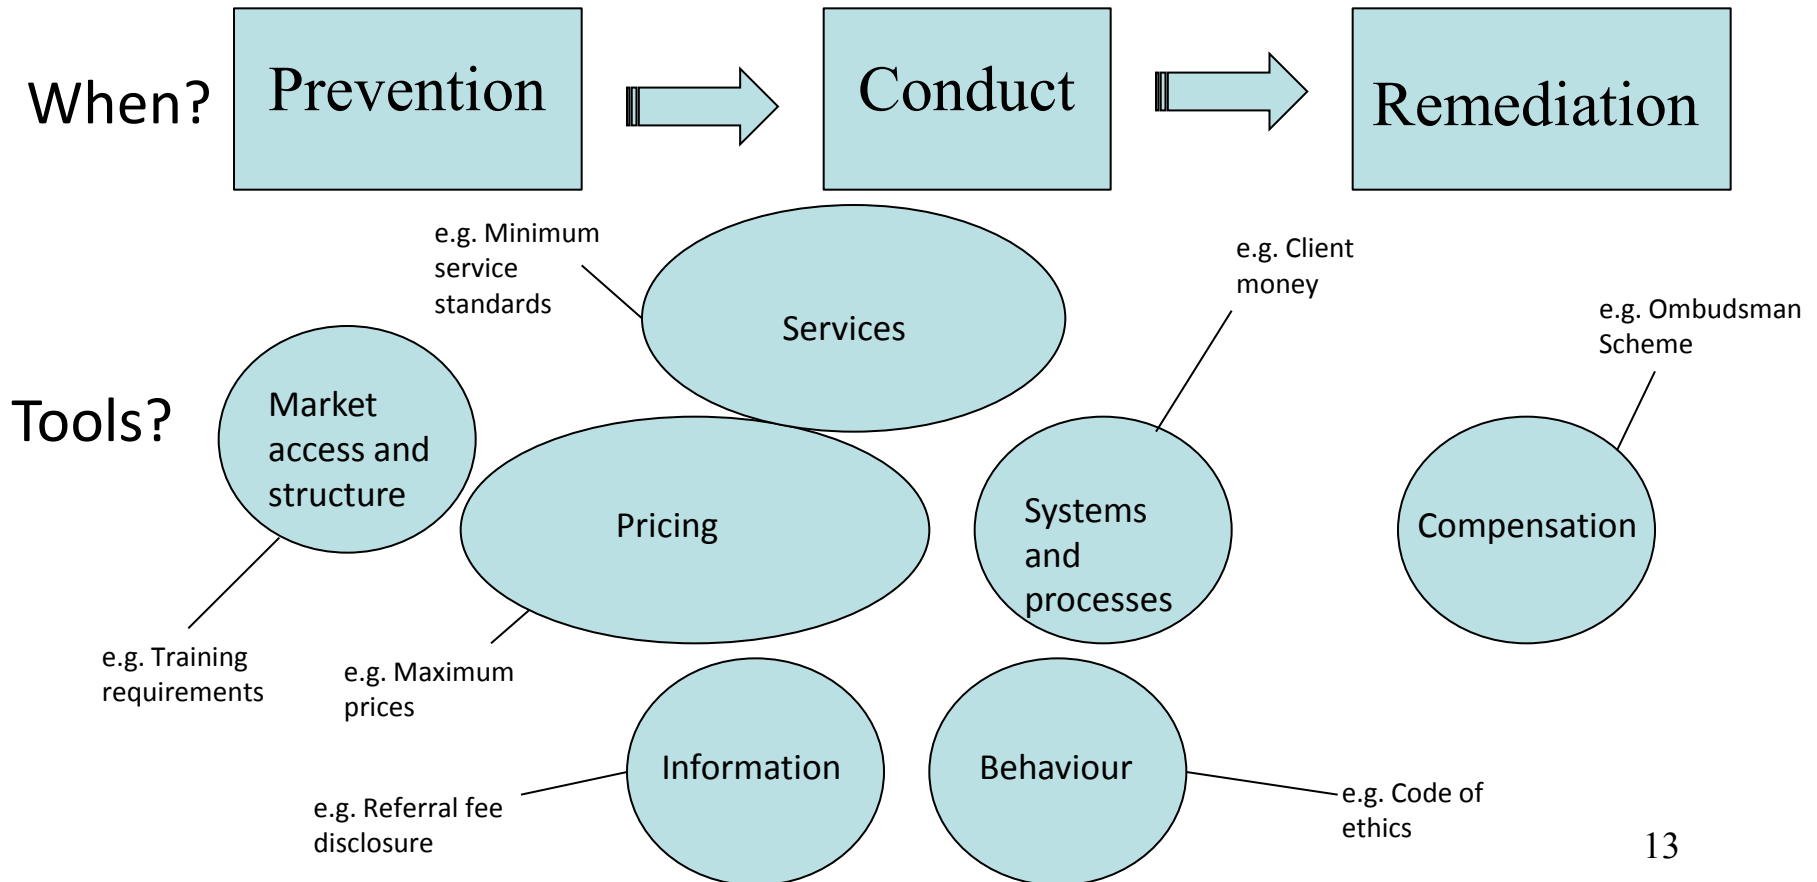 When?
Prevention
Conduct
Remediation
e.g. Minimum
service
standards
Services
e.g. Client
money
e.g. Ombudsman
Scheme
Tools?
Market
access and
structure
Pricing
Systems
and
processes
Compensation
e.g. Training
requirements
e.g. Maximum
prices
Information
Behaviour
e.g. Referral fee
disclosure
e.g. Code of
ethics
13